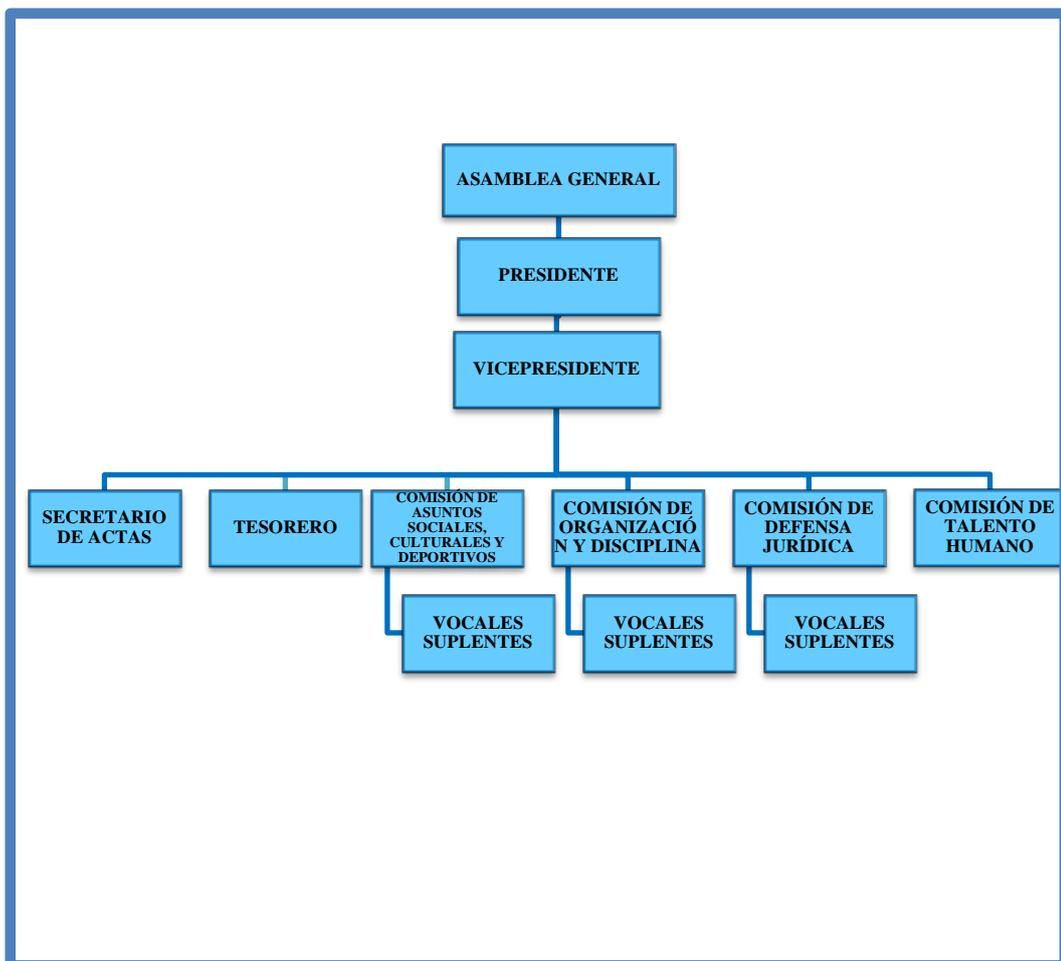 ASAMBLEA GENERAL
PRESIDENTE
VICEPRESIDENTE
SECRETARIO
DE ACTAS
TESORERO
COMISIÓN DE
ASUNTOS
SOCIALES,
CULTURALES Y
DEPORTIVOS
COMISIÓN DE
ORGANIZACIÓ
N Y DISCIPLINA
COMISIÓN DE
DEFENSA
JURÍDICA
COMISIÓN DE
TALENTO
HUMANO
VOCALES
SUPLENTES
VOCALES
SUPLENTES
VOCALES
SUPLENTES